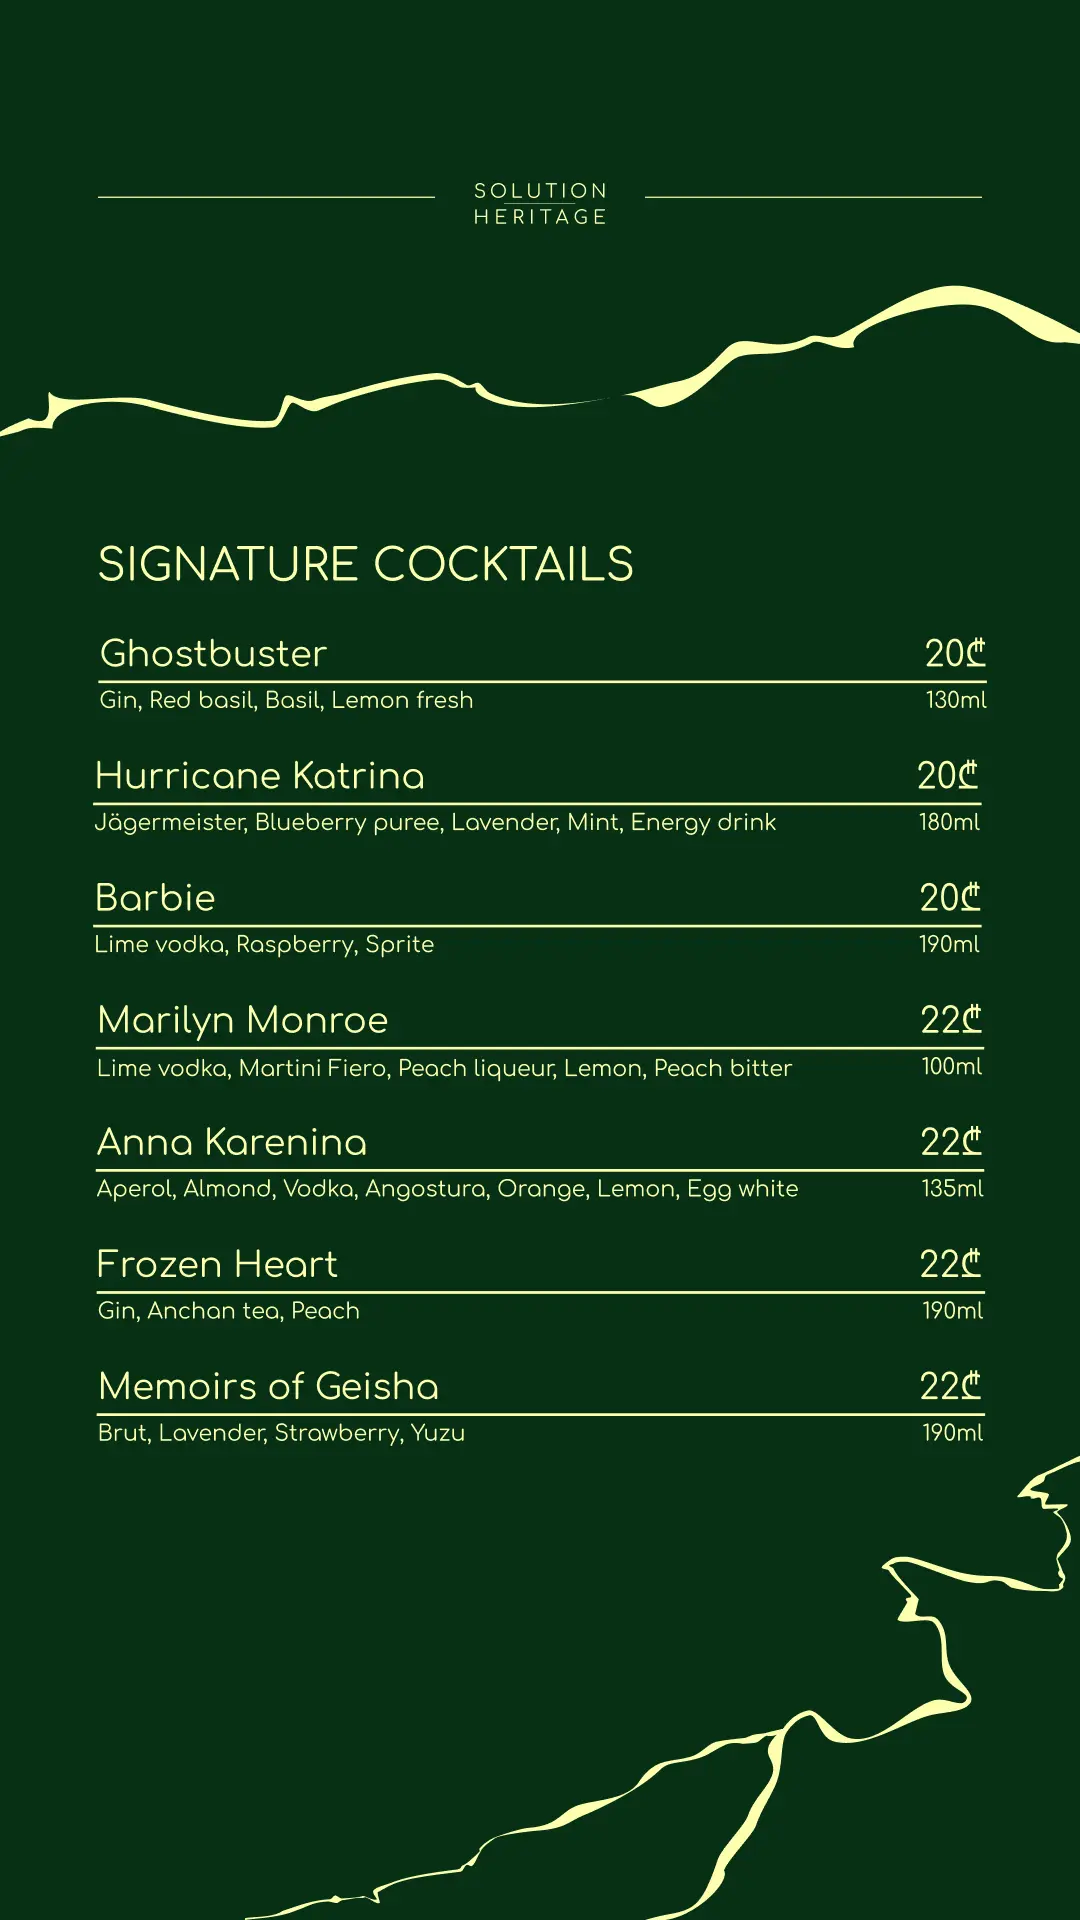 SOLUTION
HERITAGE
SIGNATURE COCKTAILS
Ghostbuster 20₾
Gin, Red basil, Basil, Lemon fresh 130ml
Hurricane Katrina 20₾
Jägermeister, Blueberry puree, Lavender, Mint, Energy drink 180ml
Barbie 20₾
Lime vodka, Raspberry, Sprite 190ml
Marilyn Monroe 22₾
Lime vodka, Martini Fiero, Peach liqueur, Lemon, Peach bitter 100ml
Anna Karenina 22₾
Aperol, Almond, Vodka, Angostura, Orange, Lemon, Egg white 135ml
Frozen Heart 22₾
Gin, Anchan tea, Peach 190ml
Memoirs of Geisha 22₾
Brut, Lavender, Strawberry, Yuzu 190ml